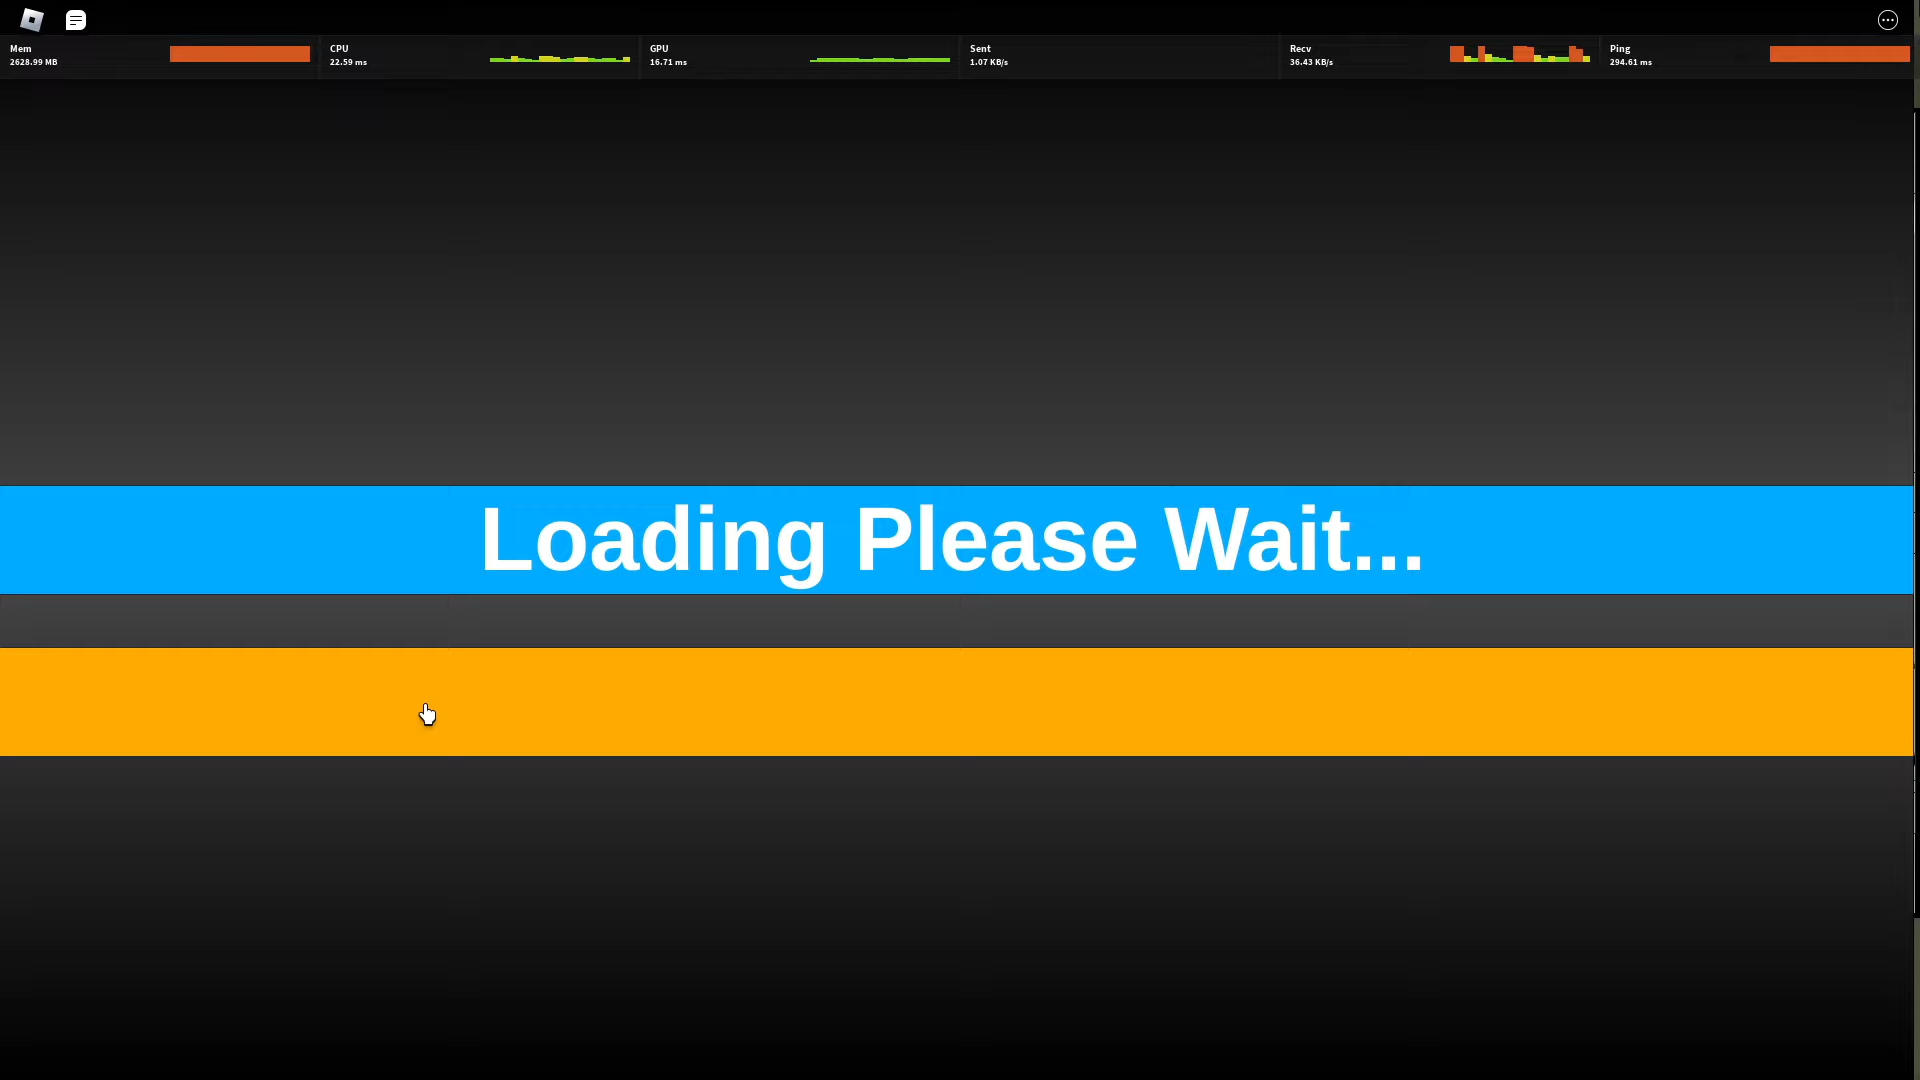 Mem
2628.99 MB
CPU
22.59 ms
GPU
16.71 ms
Sent
1.07 KB/s
Recv
36.43 KB/s
Ping
294.61 ms
Loading Please Wait...